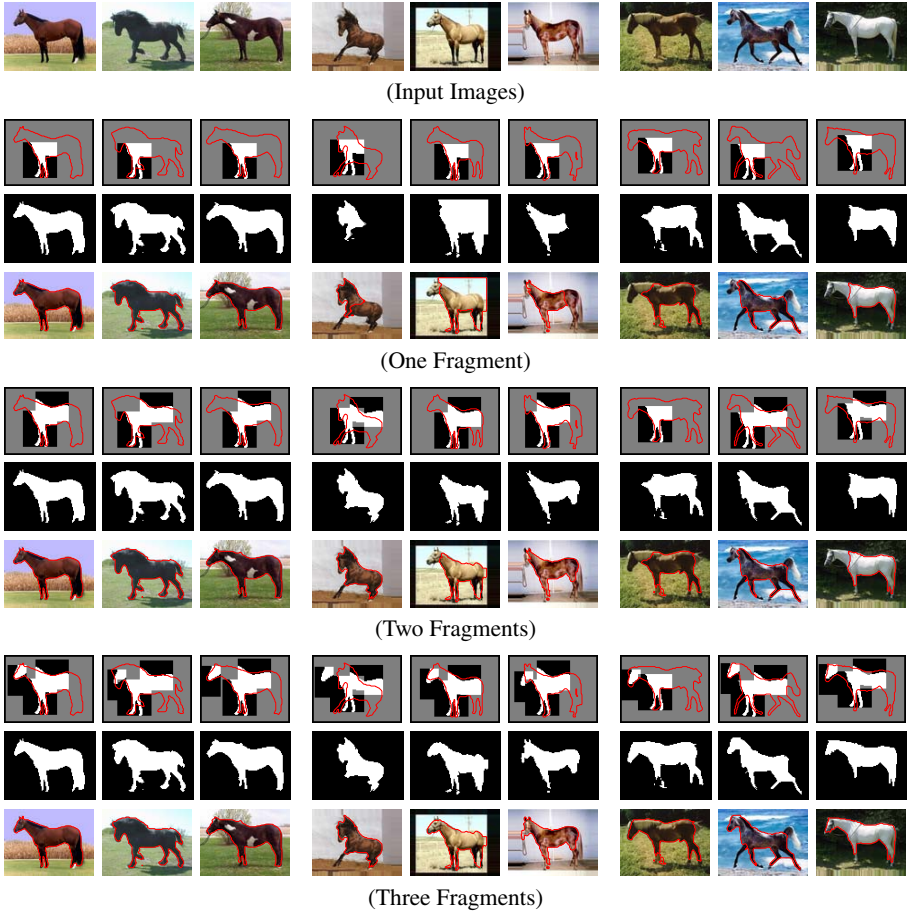 (Input Images)
(One Fragment)
(Two Fragments)
(Three Fragments)